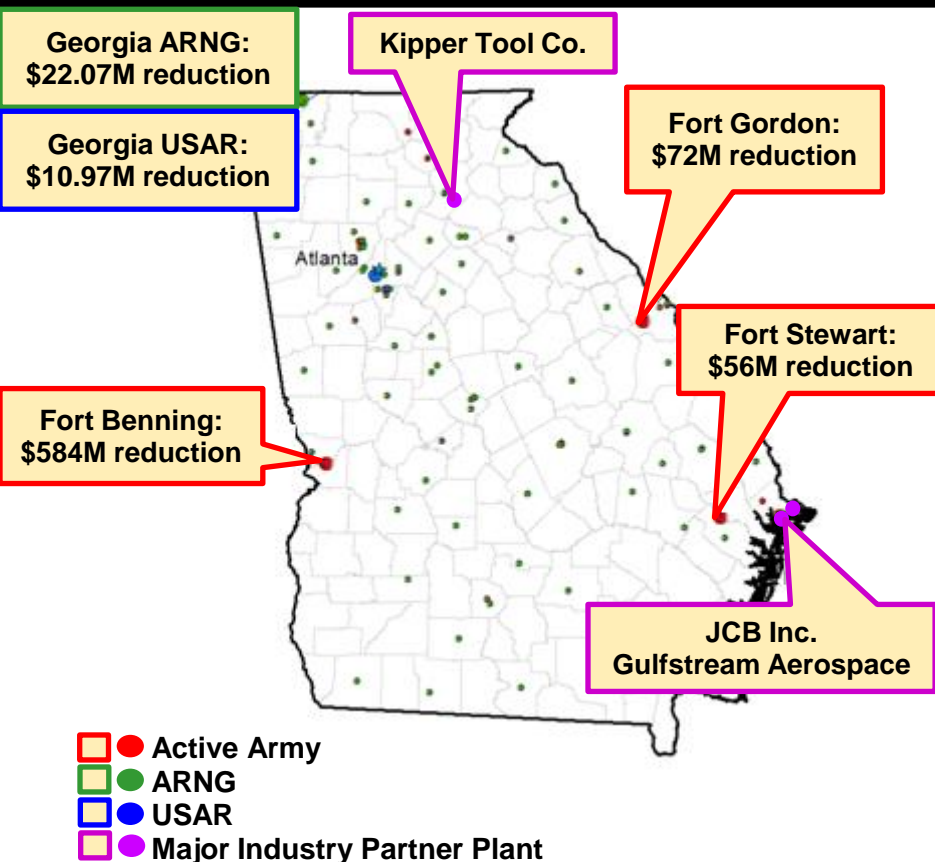 Georgia ARNG:
$22.07M reduction
Kipper Tool Co.
Georgia USAR:
$10.97M reduction
Fort Gordon:
$72M reduction
Atlanta
Fort Stewart:
$56M reduction
Fort Benning:
$584M reduction
JCB Inc.
Gulfstream Aerospace
Active Army
ARNG
USAR
Major Industry Partner Plant